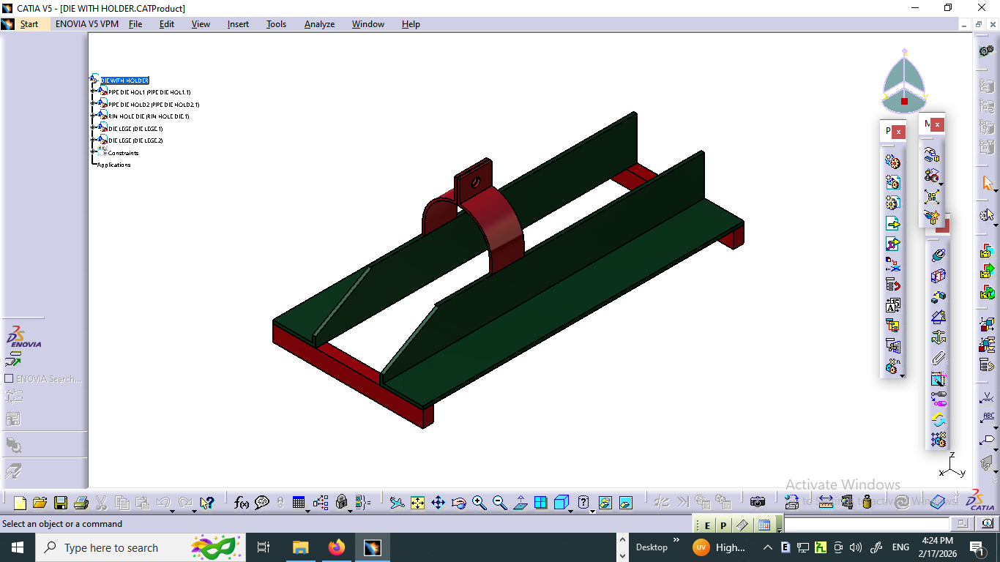 CATIA V5 - [DIE WITH HOLDER.CATProduct]
Start ENOVIA V5 VPM File Edit View Insert Tools Analyze Window Help
DIE WITH HOLDER
PIPE DIE HOL1 (PIPE DIE HOL1.1)
PIPE DIE HOLD2 (PIPE DIE HOLD2.1)
RIN HOLE DIE (RIN HOLE DIE.1)
DIE LEGE (DIE LEGE.1)
DIE LEGE (DIE LEGE.2)
Constraints
Applications
P x
M x
ENOVIA
ENOVIA Search...
z
x y
Activate Windows
f(x)
ABC
CATIA
Select an object or a command
E P
Type here to search
Desktop
UV High...
ENG
4:24 PM
2/17/2026